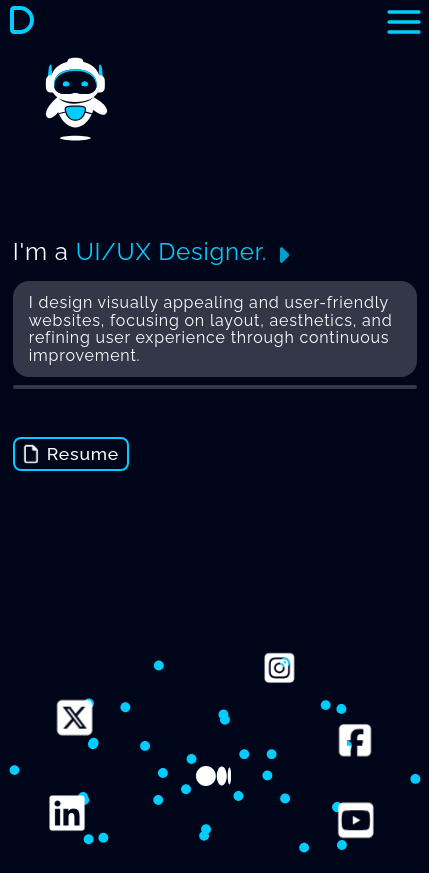 D
I'm a UI/UX Designer.
I design visually appealing and user-friendly
websites, focusing on layout, aesthetics, and
refining user experience through continuous
improvement.
Resume
X
f
in